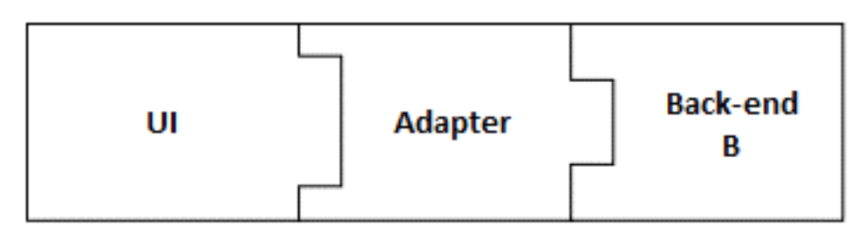 UI
Adapter
Back-end
B